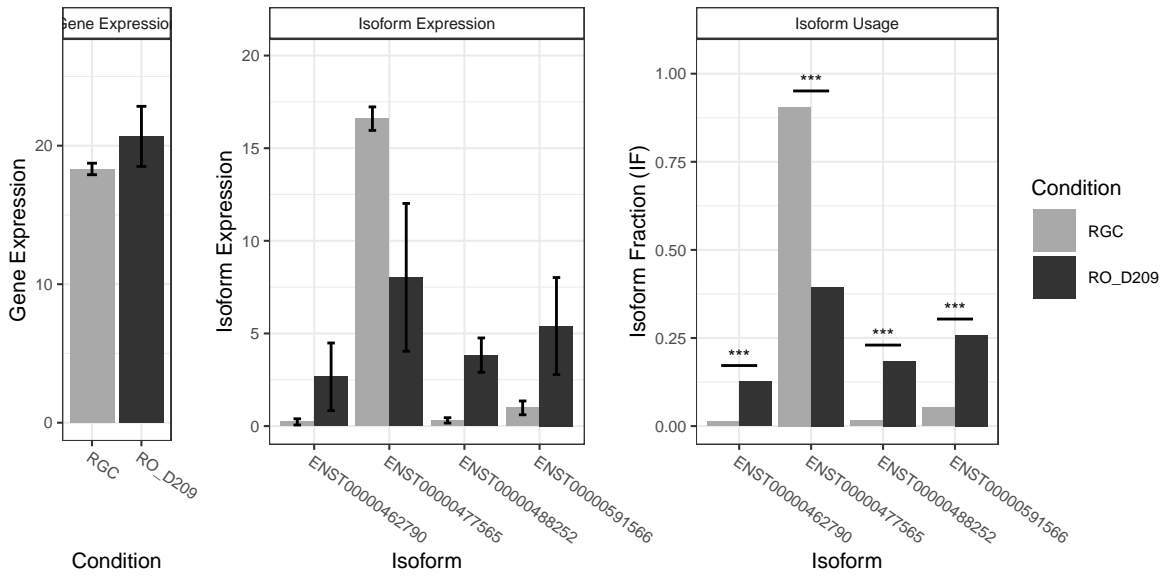 Gene Expression
Isoform Expression
Isoform Usage
Gene Expression
0
10
20
RGC
RO_D209
Condition
Isoform Expression
0
5
10
15
20
ENST00000462790
ENST00000477565
ENST00000488252
ENST00000591566
Isoform
Isoform Fraction (IF)
0.00
0.25
0.50
0.75
1.00
***
***
***
***
ENST00000462790
ENST00000477565
ENST00000488252
ENST00000591566
Isoform
Condition
RGC
RO_D209